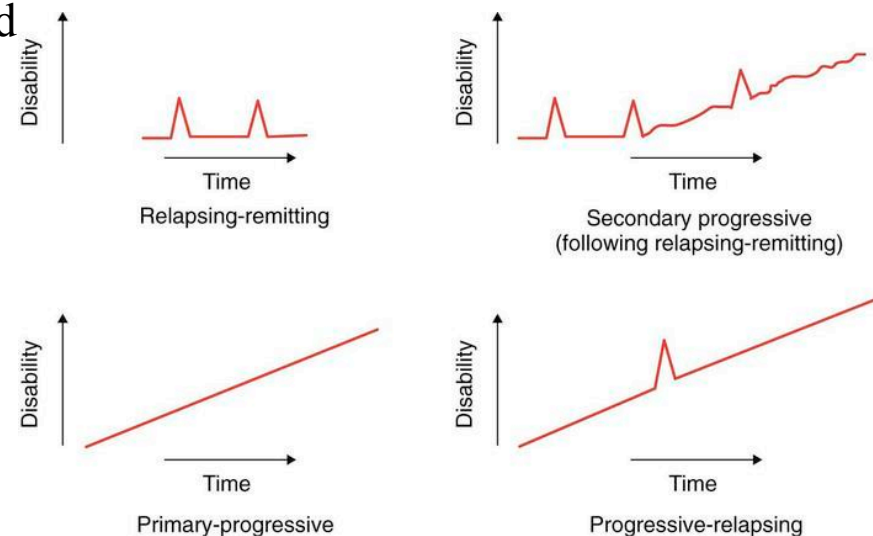 d
Disability
Time
Relapsing-remitting
Disability
Time
Secondary progressive
(following relapsing-remitting)
Disability
Time
Primary-progressive
Disability
Time
Progressive-relapsing